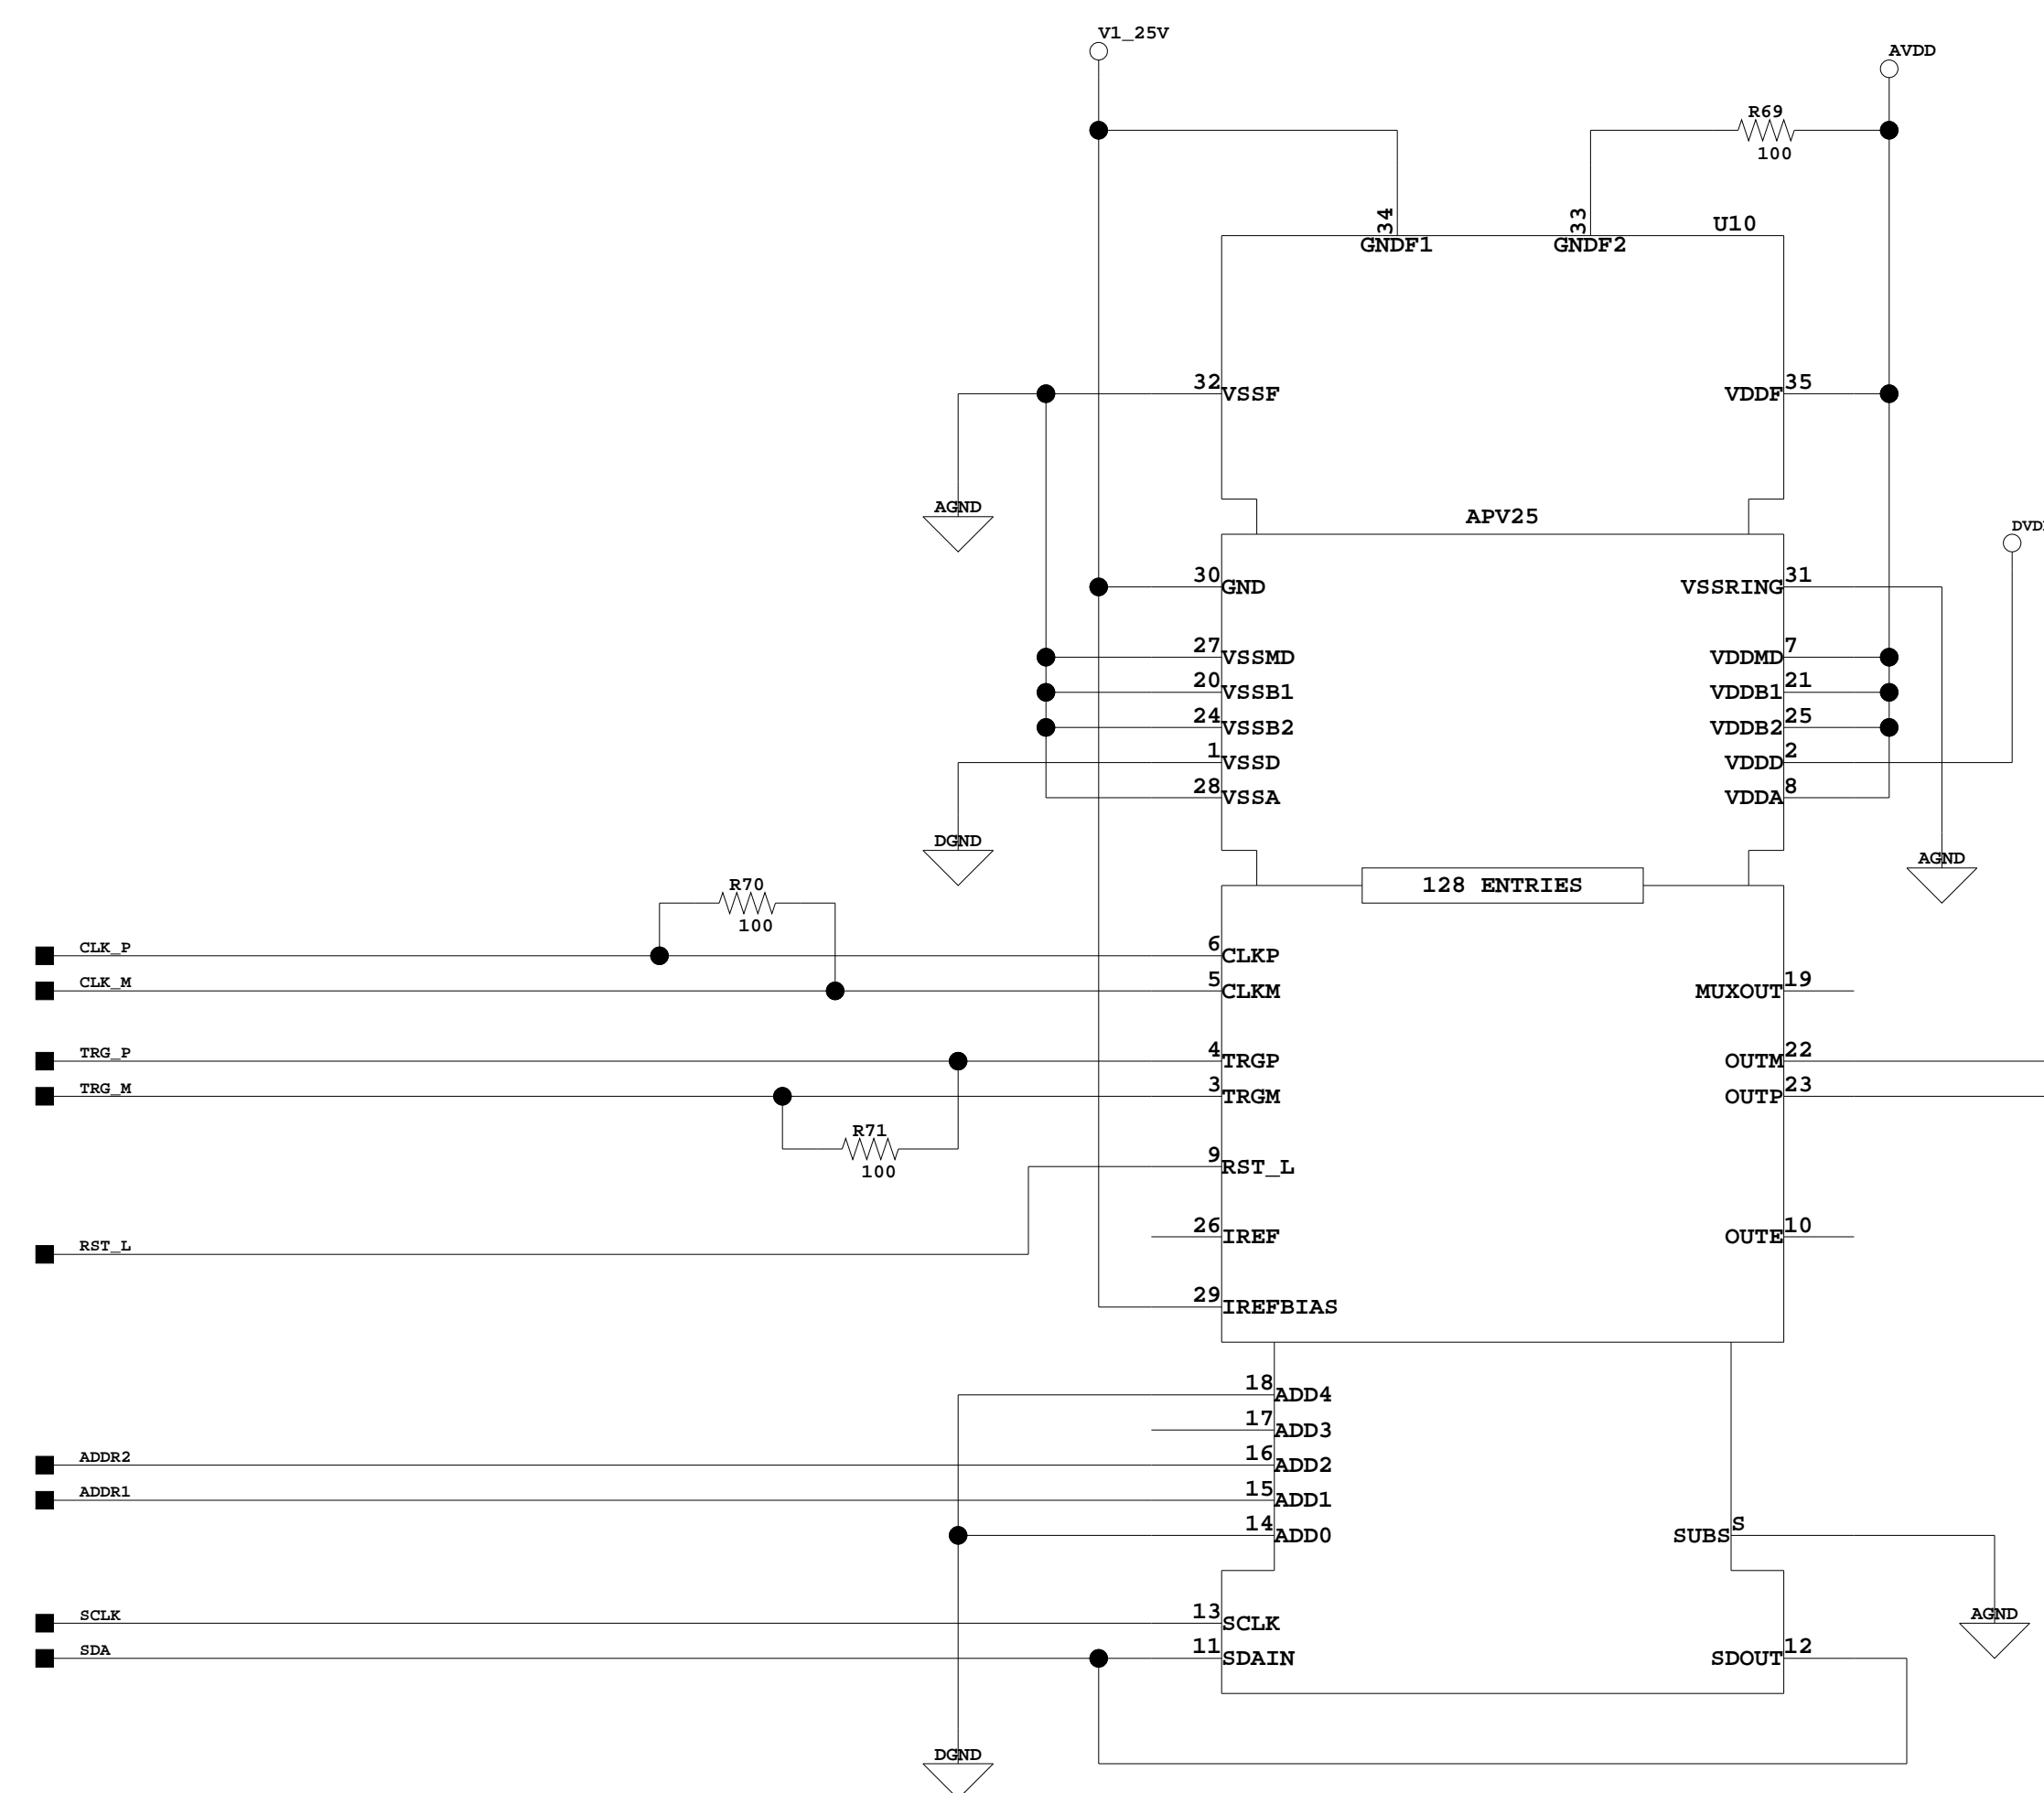 V1_25V
AVDD
R69
100
34
33
U10
GNDF1
GNDF2
32
VSSF
VDDF
35
AGND
APV25
DVD
30
GND
VSSRING
31
27
VSSMD
VDDMD
7
20
VSSB1
VDDB1
21
24
VSSB2
VDDB2
25
1
VSSD
VDDD
2
28
VSSA
VDDA
8
DGND
AGND
R70
100
128 ENTRIES
CLK_P
6
CLKP
CLK_M
5
CLKM
MUXOUT
19
TRG_P
4
TRGP
OUTM
22
TRG_M
3
TRGM
OUTP
23
R71
100
9
RST_L
RST_L
26
IREF
OUTE
10
29
IREFBIAS
18
ADD4
17
ADD3
ADDR2
16
ADD2
ADDR1
15
ADD1
14
ADD0
SUBS
S
SCLK
13
SCLK
AGND
SDA
11
SDAIN
SDOUT
12
DGND